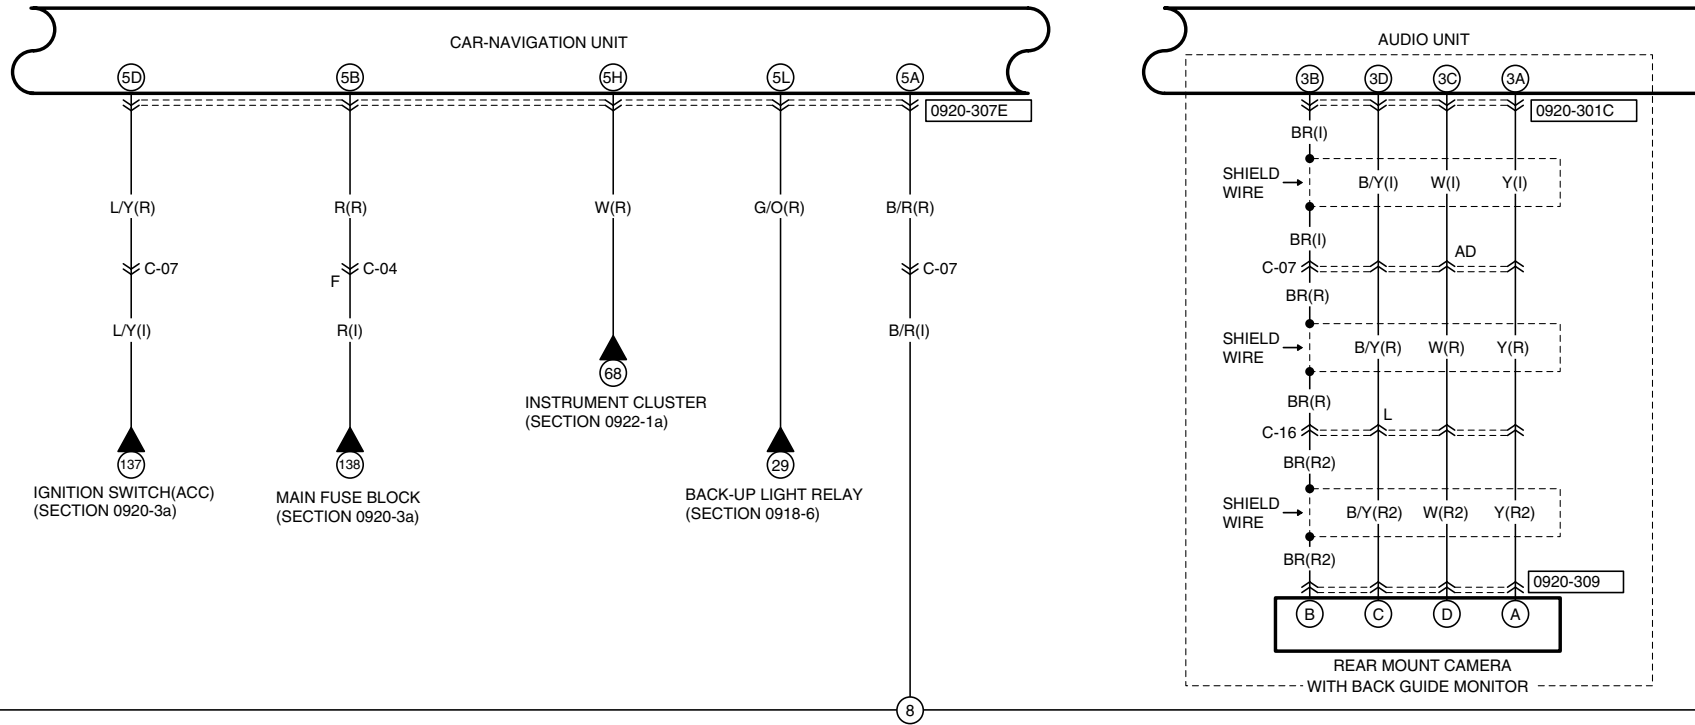 CAR-NAVIGATION UNIT
5D 5B 5H 5L 5A
0920-307E
L/Y(R) R(R) W(R) G/O(R) B/R(R)
C-07 F C-04 C-07
L/Y(I) R(I) B/R(I)
68
INSTRUMENT CLUSTER
(SECTION 0922-1a)
137 138 29
IGNITION SWITCH(ACC)
(SECTION 0920-3a)
MAIN FUSE BLOCK
(SECTION 0920-3a)
BACK-UP LIGHT RELAY
(SECTION 0918-6)
8
AUDIO UNIT
3B 3D 3C 3A
0920-301C
BR(I)
SHIELD
WIRE
B/Y(I) W(I) Y(I)
BR(I)
AD
C-07
BR(R)
SHIELD
WIRE
B/Y(R) W(R) Y(R)
BR(R)
L
C-16
BR(R2)
SHIELD
WIRE
B/Y(R2) W(R2) Y(R2)
BR(R2)
0920-309
B C D A
REAR MOUNT CAMERA
WITH BACK GUIDE MONITOR